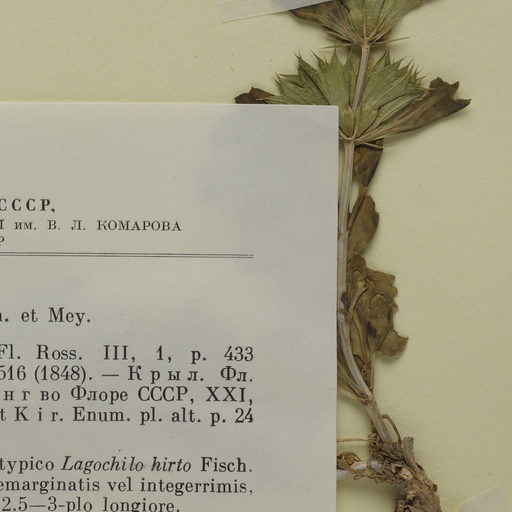 СССР,
им. В. Л. КОМАРОВА
Р
. et Mey.
Fl. Ross. III, 1, p. 433
516 (1848). — Крыл. Фл.
нг во Флоре СССР, XXI,
t Kir. Enum. pl. alt. p. 24
typico Lagochilo hirto Fisch.
emarginatis vel integerrimis,
2.5—3-plo longiore.